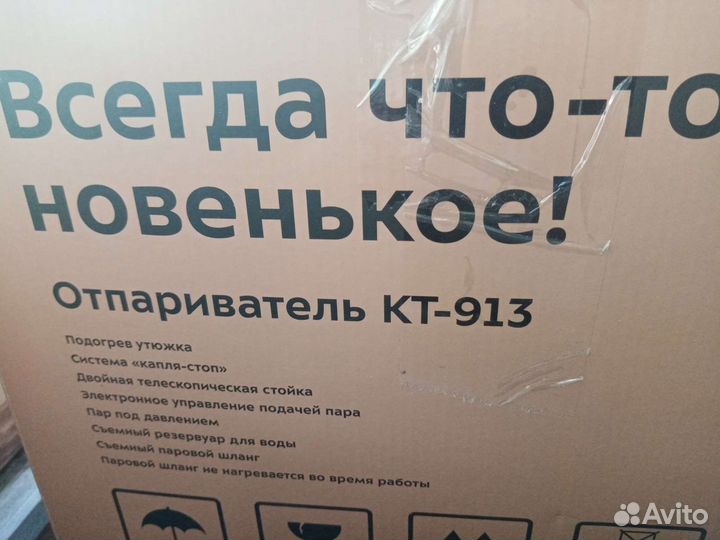 Всегда что-то
новенькое!
Отпариватель КТ-913
Подогрев утюжка
Система «капля-стоп»
Двойная телескопическая стойка
Электронное управление подачей пара
Пар под давлением
Съемный резервуар для воды
Съемный паровой шланг
Паровой шланг не нагревается во время работы
Avito